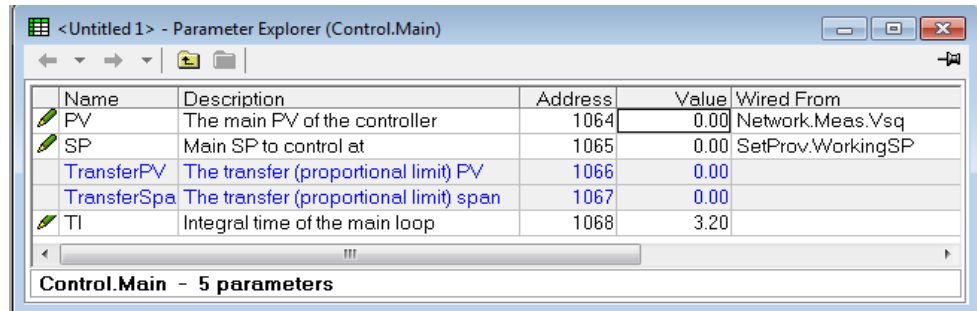 <Untitled 1> - Parameter Explorer (Control.Main)
Name Description Address Value Wired From
PV The main PV of the controller 1064 0.00 Network.Meas.Vsq
SP Main SP to control at 1065 0.00 SetProv.WorkingSP
TransferPV The transfer (proportional limit) PV 1066 0.00
TransferSpa The transfer (proportional limit) span 1067 0.00
TI Integral time of the main loop 1068 3.20
Control.Main - 5 parameters